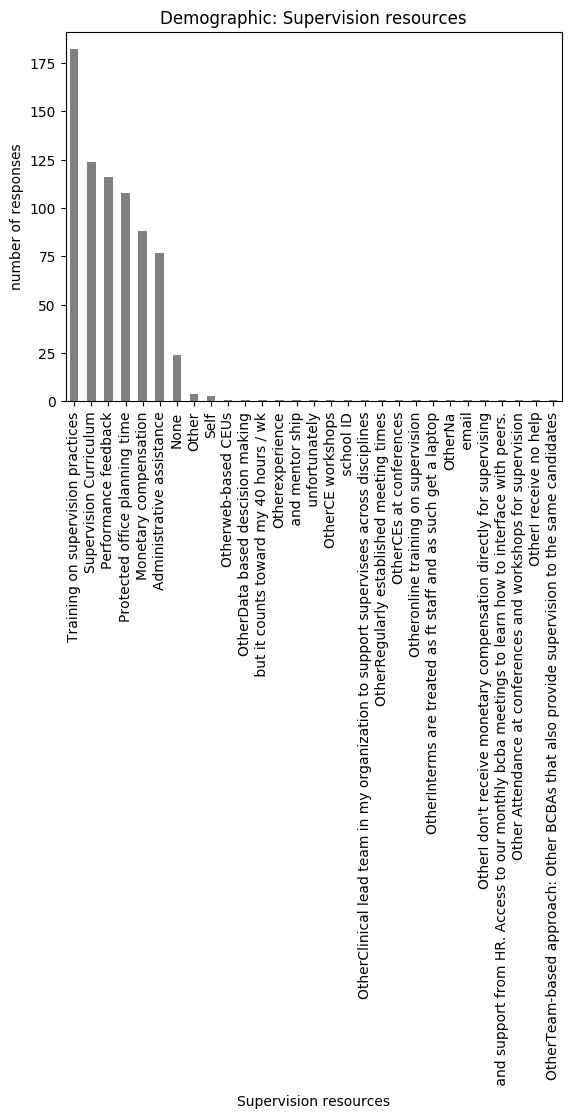 Demographic: Supervision resources
number of responses
175
150
125
100
75
50
25
0
Training on supervision practices
Supervision Curriculum
Performance feedback
Protected office planning time
Monetary compensation
Administrative assistance
None
Other
Self
Otherweb-based CEUs
OtherData based descision making
but it counts toward my 40 hours / wk
Otherexperience
and mentor ship
unfortunately
OtherCE workshops
school ID
OtherClinical lead team in my organization to support supervisees across disciplines
OtherRegularly established meeting times
OtherCEs at conferences
Otheronline training on supervision
OtherInterms are treated as ft staff and as such get a laptop
OtherNa
email
OtherI don't receive monetary compensation directly for supervising
and support from HR. Access to our monthly bcba meetings to learn how to interface with peers.
Other Attendance at conferences and workshops for supervision
OtherI receive no help
OtherTeam-based approach: Other BCBAs that also provide supervision to the same candidates
Supervision resources